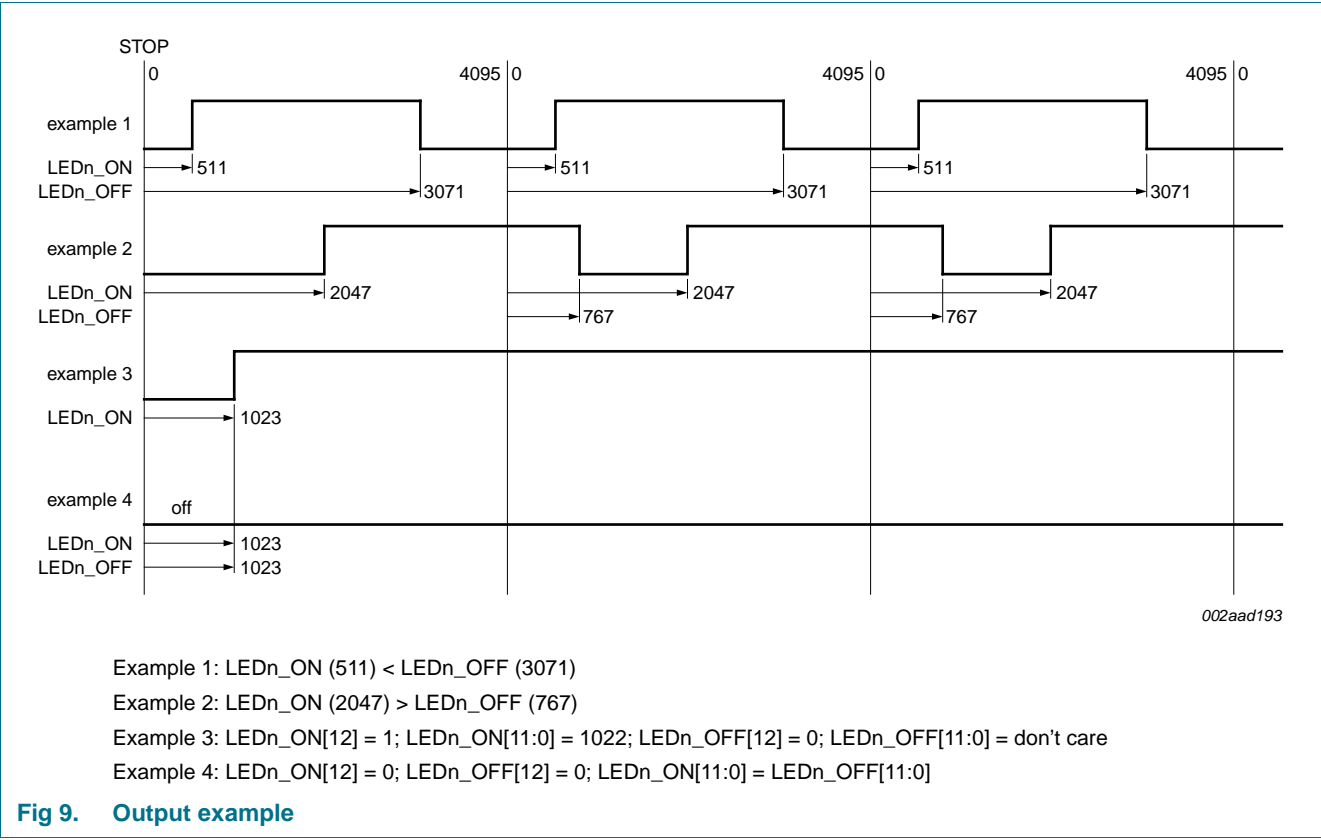 STOP
0 4095 0 4095 0 4095 0
example 1
LEDn_ON 511 511 511
LEDn_OFF 3071 3071 3071
example 2
LEDn_ON 2047 2047 2047
LEDn_OFF 767 767
example 3
LEDn_ON 1023
example 4 off
LEDn_ON 1023
LEDn_OFF 1023
002aad193
Example 1: LEDn_ON (511) < LEDn_OFF (3071)
Example 2: LEDn_ON (2047) > LEDn_OFF (767)
Example 3: LEDn_ON[12] = 1; LEDn_ON[11:0] = 1022; LEDn_OFF[12] = 0; LEDn_OFF[11:0] = don’t care
Example 4: LEDn_ON[12] = 0; LEDn_OFF[12] = 0; LEDn_ON[11:0] = LEDn_OFF[11:0]
Fig 9. Output example